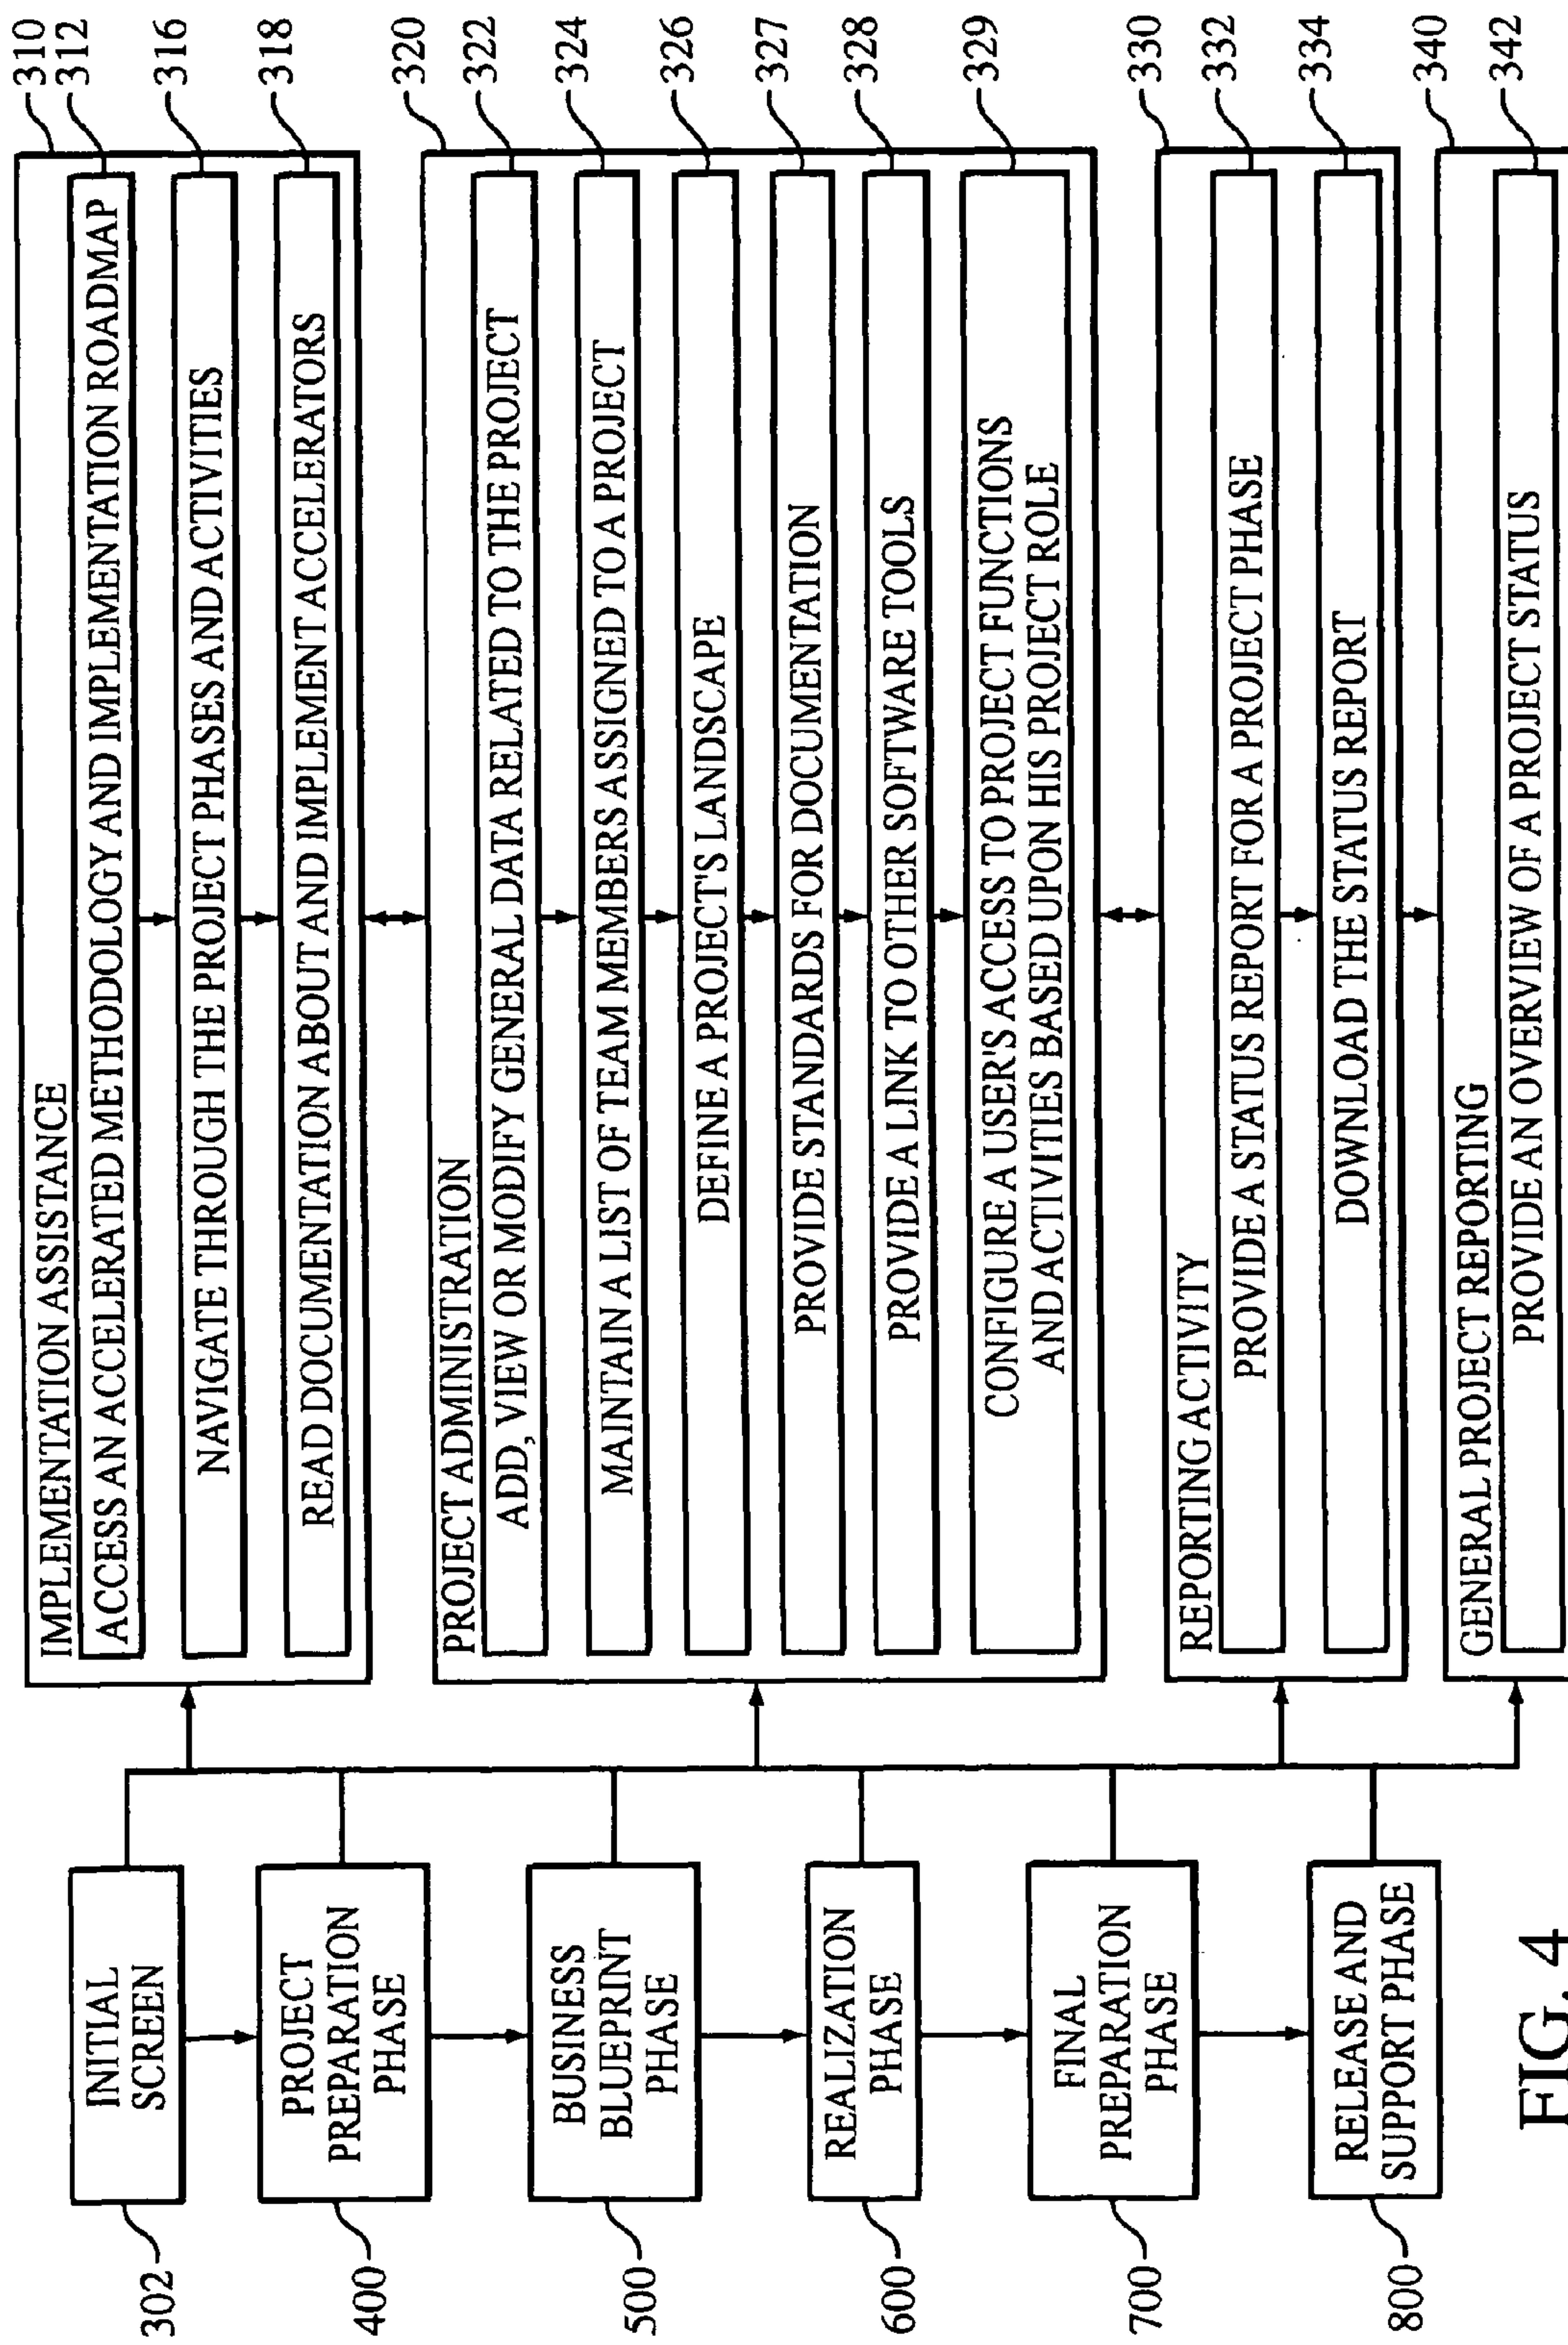 302
INITIAL
SCREEN
400
PROJECT
PREPARATION
PHASE
500
BUSINESS
BLUEPRINT
PHASE
600
REALIZATION
PHASE
700
FINAL
PREPARATION
PHASE
800
RELEASE AND
SUPPORT PHASE
IMPLEMENTATION ASSISTANCE
310
ACCESS AN ACCELERATED METHODOLOGY AND IMPLEMENTATION ROADMAP
312
NAVIGATE THROUGH THE PROJECT PHASES AND ACTIVITIES
316
READ DOCUMENTATION ABOUT AND IMPLEMENT ACCELERATORS
318
PROJECT ADMINISTRATION
320
ADD, VIEW OR MODIFY GENERAL DATA RELATED TO THE PROJECT
322
MAINTAIN A LIST OF TEAM MEMBERS ASSIGNED TO A PROJECT
324
DEFINE A PROJECT'S LANDSCAPE
326
PROVIDE STANDARDS FOR DOCUMENTATION
327
PROVIDE A LINK TO OTHER SOFTWARE TOOLS
328
CONFIGURE A USER'S ACCESS TO PROJECT FUNCTIONS
AND ACTIVITIES BASED UPON HIS PROJECT ROLE
329
REPORTING ACTIVITY
330
PROVIDE A STATUS REPORT FOR A PROJECT PHASE
332
DOWNLOAD THE STATUS REPORT
334
GENERAL PROJECT REPORTING
340
PROVIDE AN OVERVIEW OF A PROJECT STATUS
342
FIG. 4